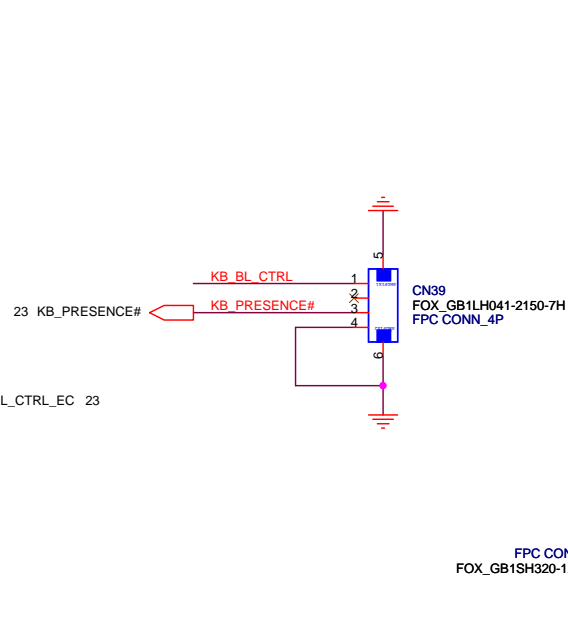 5
KB_BL_CTRL
1
2
23 KB_PRESENCE#
KB_PRESENCE#
3
4
6
CN39
FOX_GB1LH041-2150-7H
FPC CONN_4P
L_CTRL_EC 23
FPC CON
FOX_GB1SH320-1